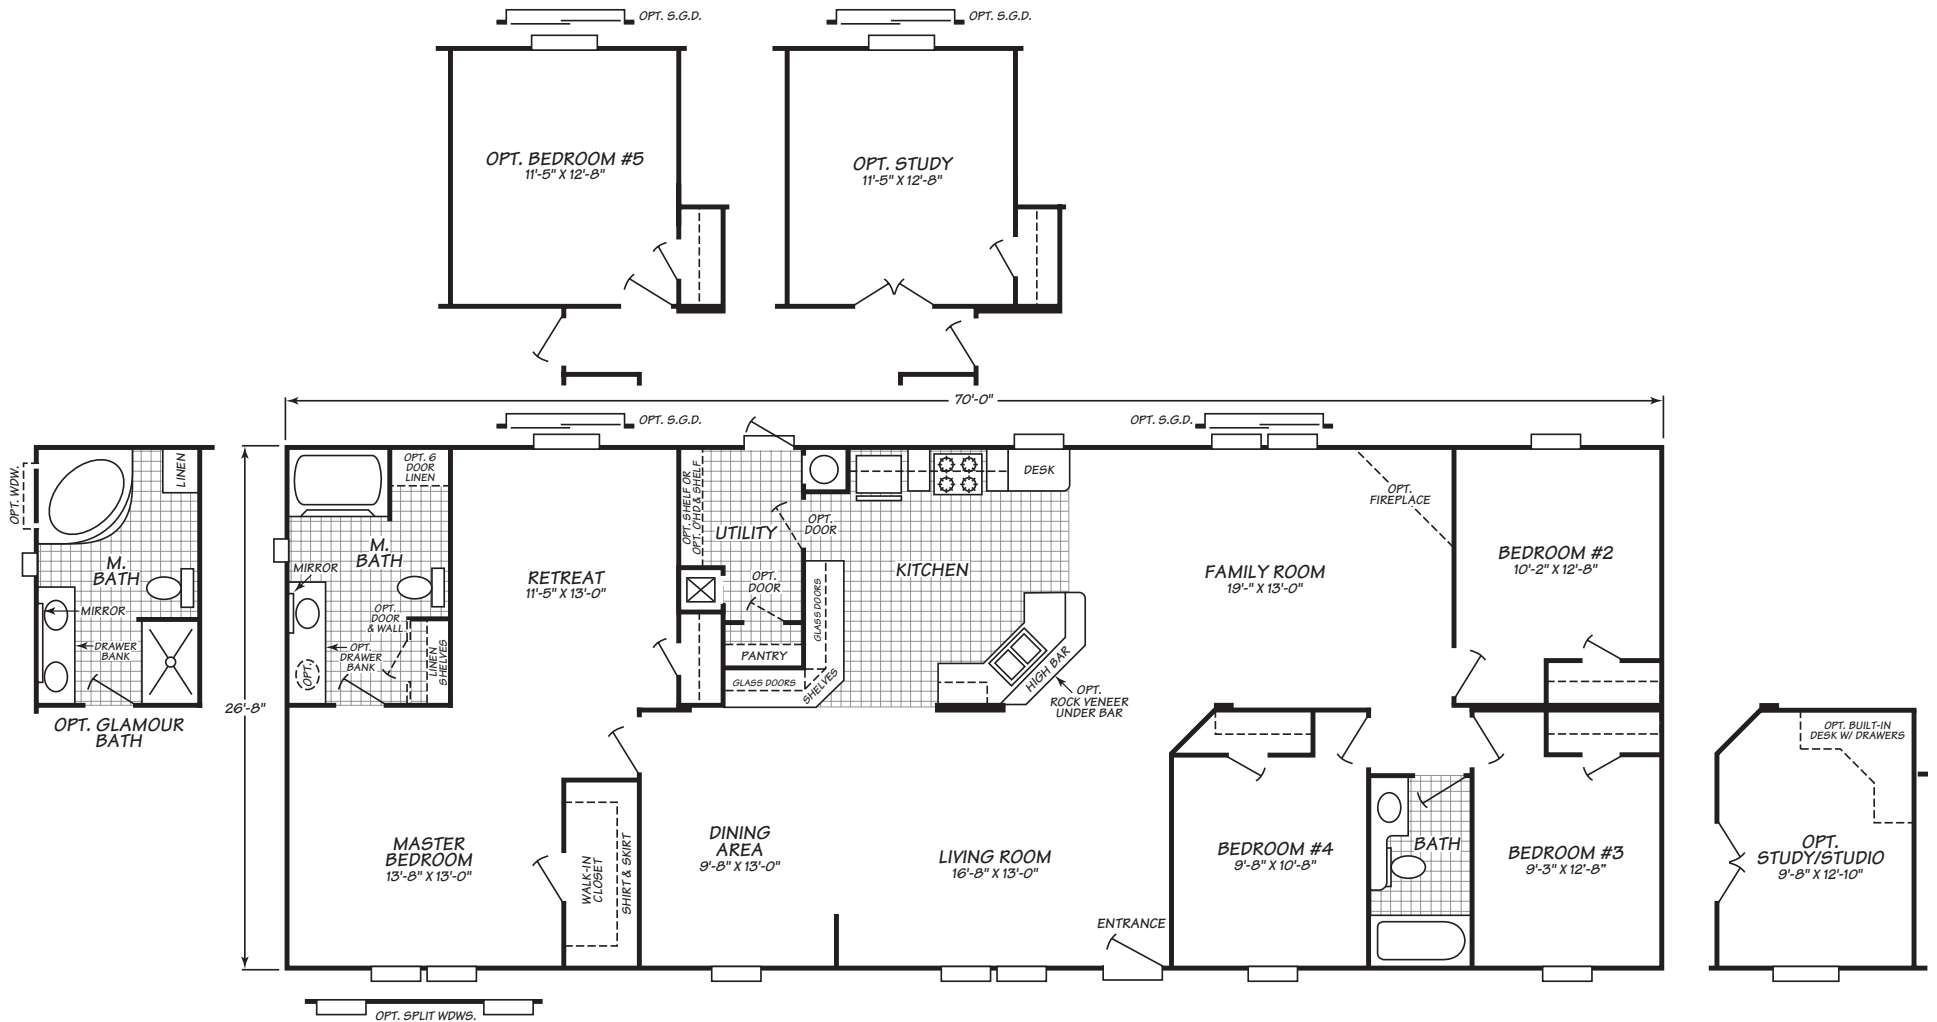 OPT. S.G.D.
OPT. S.G.D.
OPT. BEDROOM #5
11'-5" X 12'-8"
OPT. STUDY
11'-5" X 12'-8"
70'-0"
OPT. S.G.D.
OPT. S.G.D.
OPT. WDW.
LINEN
M.
BATH
MIRROR
DRAWER
BANK
OPT. GLAMOUR
BATH
26'-8"
OPT. 6
DOOR
LINEN
M.
BATH
MIRROR
OPT.
DOOR
& WALL
OPT.
DRAWER
BANK
OPT.
LINEN
SHELVES
RETREAT
11'-5" X 13'-0"
OPT. SHELF OR
OPT. O'HD. & SHELF
UTILITY
OPT.
DOOR
OPT.
DOOR
PANTRY
GLASS DOORS
GLASS DOORS
SHELVES
KITCHEN
DESK
HIGH BAR
OPT.
ROCK VENEER
UNDER BAR
FAMILY ROOM
19'-" X 13'-0"
OPT.
FIREPLACE
BEDROOM #2
10'-2" X 12'-8"
MASTER
BEDROOM
13'-8" X 13'-0"
WALK-IN
CLOSET
SHIRT & SKIRT
DINING
AREA
9'-8" X 13'-0"
LIVING ROOM
16'-8" X 13'-0"
ENTRANCE
BEDROOM #4
9'-8" X 10'-8"
BATH
BEDROOM #3
9'-3" X 12'-8”
OPT. BUILT-IN
DESK W/ DRAWERS
OPT.
STUDY/STUDIO
9'-8" X 12'-10"
OPT. SPLIT WDWS.